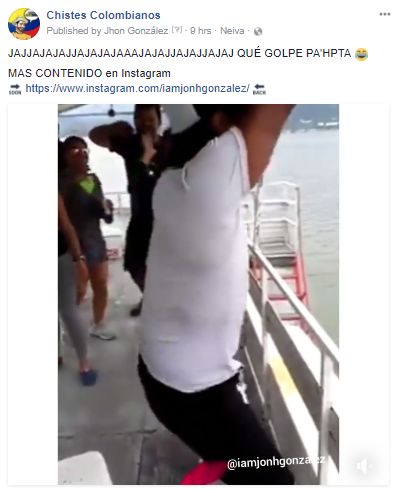 Chistes Colombianos
Published by Jhon González [?] · 9 hrs · Neiva ·
JAJJAJAJAJJAJAJAJAAAJAJAJJAJAJJAJAJ QUÉ GOLPE PA'HPTA 😂
MAS CONTENIDO en Instagram
🔜 https://www.instagram.com/iamjonhgonzalez/ 🔙
@iamjonhgonzalez